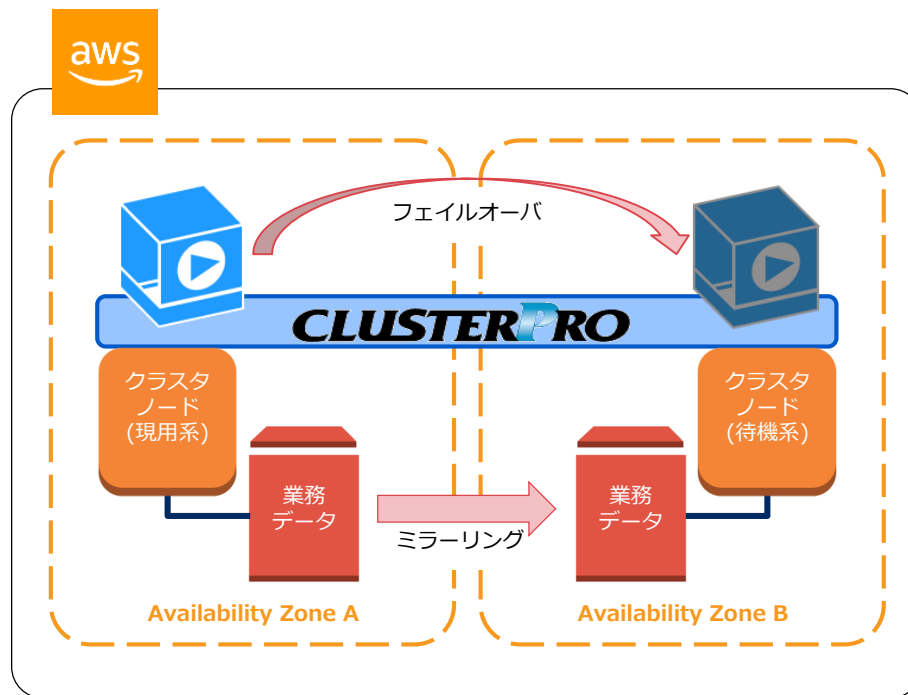 aws
フェイルオーバ
CLUSTERPRO
クラスタ
ノード
(現用系)
クラスタ
ノード
(待機系)
業務
データ
ミラーリング
業務
データ
Availability Zone A
Availability Zone B